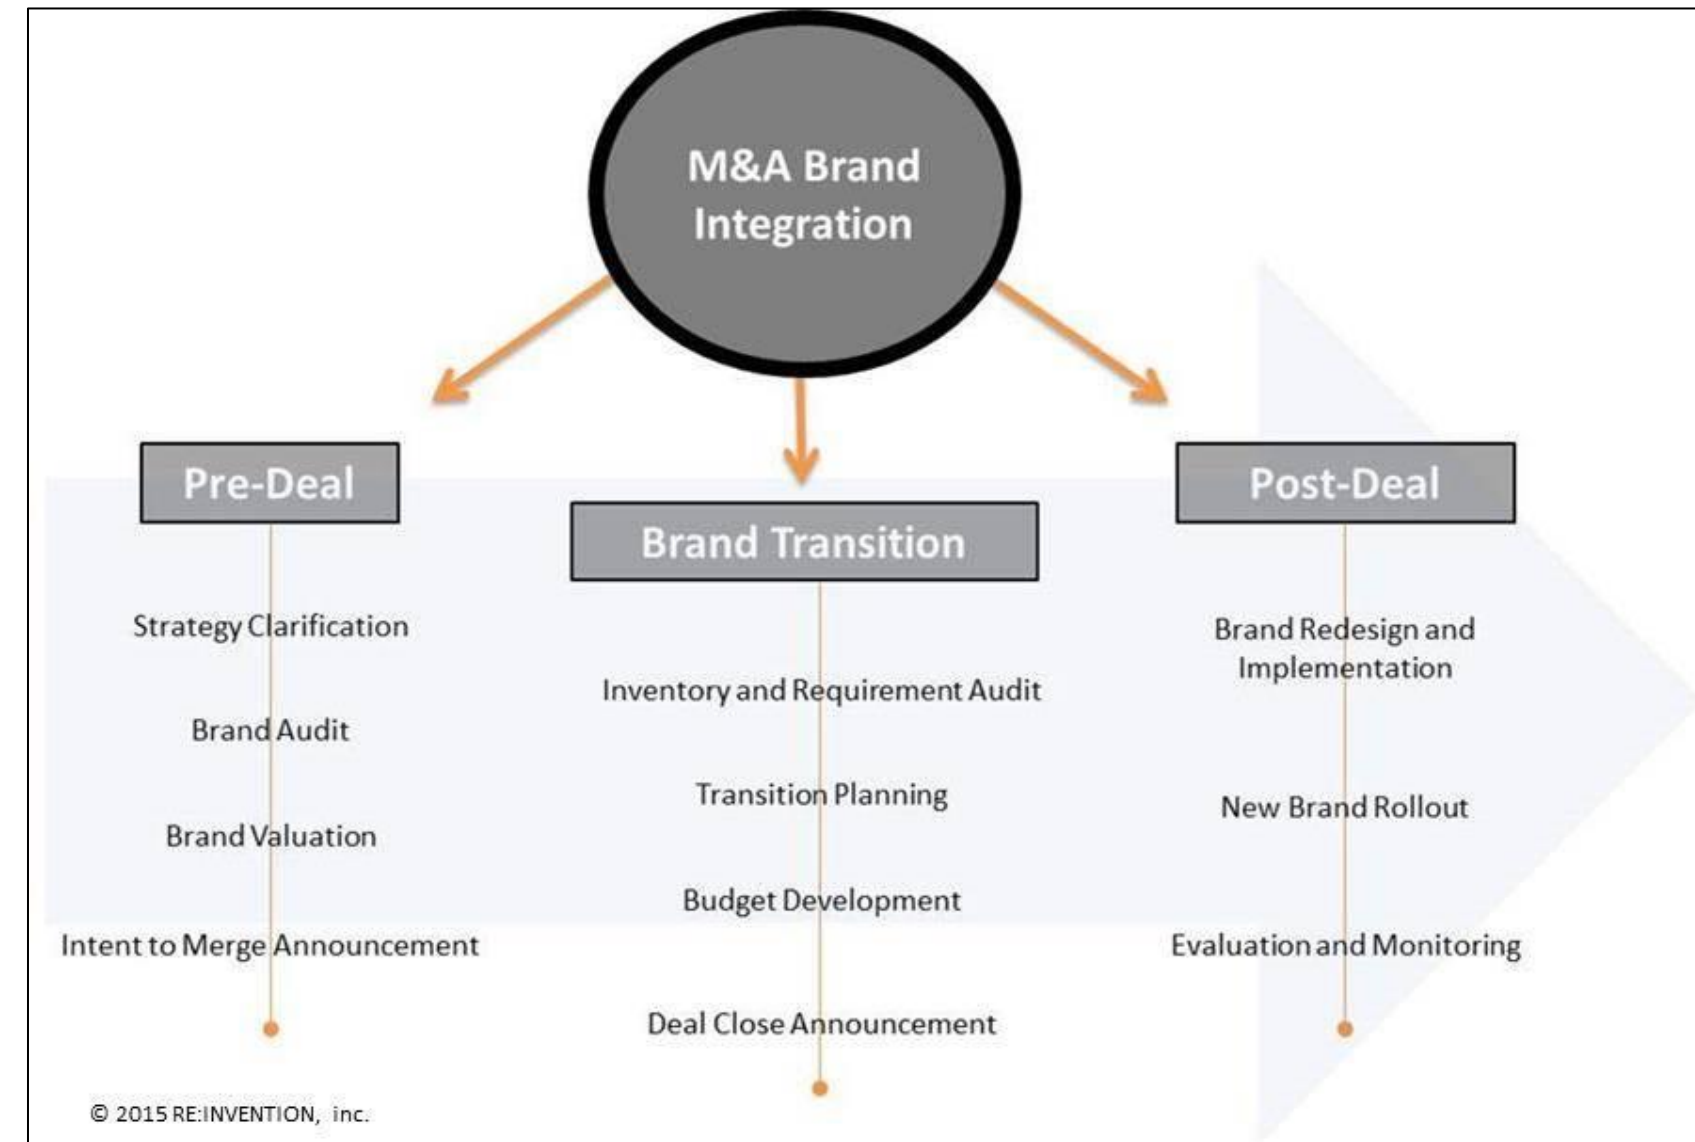 M&A Brand
Integration
Pre-Deal
Strategy Clarification
Brand Audit
Brand Valuation
Intent to Merge Announcement
Brand Transition
Inventory and Requirement Audit
Transition Planning
Budget Development
Deal Close Announcement
Post-Deal
Brand Redesign and
Implementation
New Brand Rollout
Evaluation and Monitoring
© 2015 RE:INVENTION, inc.